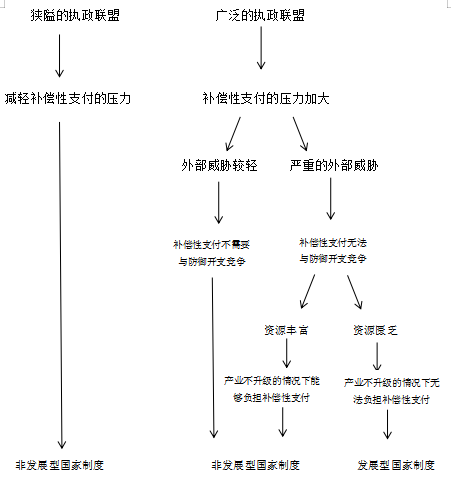 狭隘的执政联盟
广泛的执政联盟
减轻补偿性支付的压力
补偿性支付的压力加大
外部威胁较轻
严重的外部威胁
补偿性支付不需要
与防御开支竞争
补偿性支付无法
与防御开支竞争
资源丰富
资源匮乏
产业不升级的情况下能
够负担补偿性支付
产业不升级的情况下无
法负担补偿性支付
非发展型国家制度
非发展型国家制度
发展型国家制度